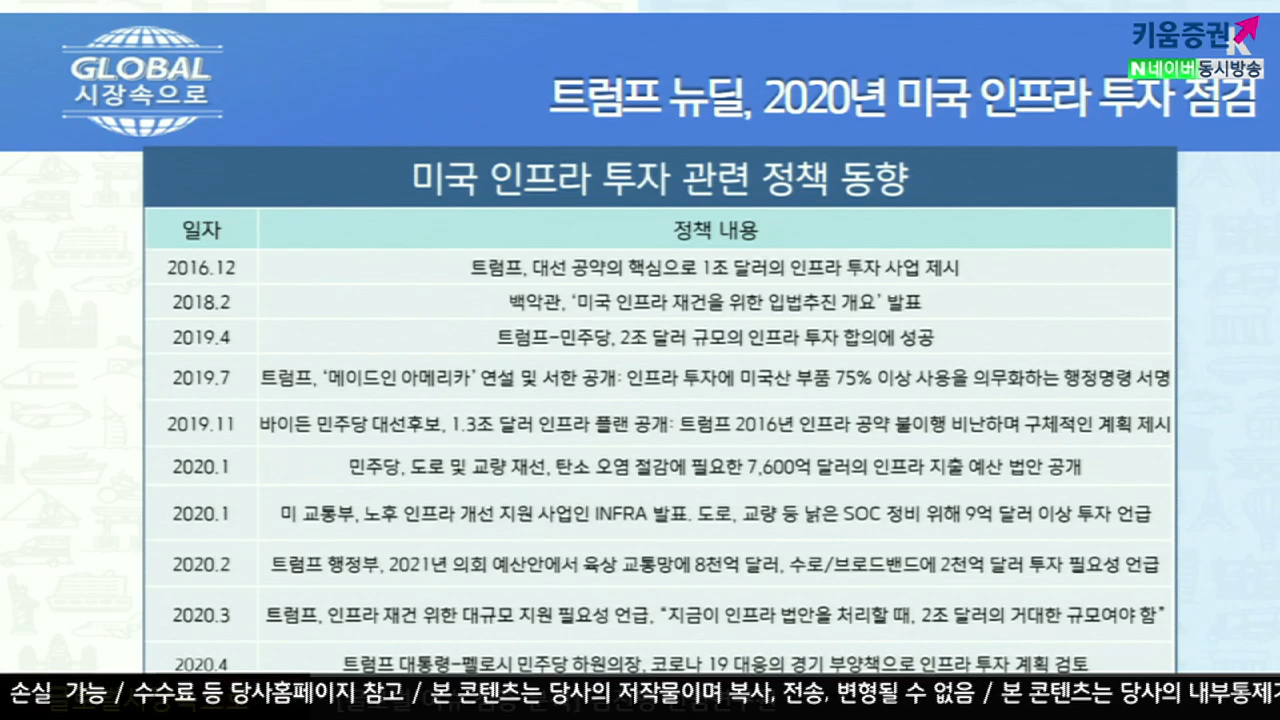 GLOBAL
시장속으로
키움증권
N 네이버 동시방송
트럼프 뉴딜, 2020년 미국 인프라 투자 점검
미국 인프라 투자 관련 정책 동향
일자 정책 내용
2016.12 트럼프, 대선 공약의 핵심으로 1조 달러의 인프라 투자 사업 제시
2018.2 백악관, ‘미국 인프라 재건을 위한 입법추진 개요’ 발표
2019.4 트럼프-민주당, 2조 달러 규모의 인프라 투자 합의에 성공
2019.7 트럼프, ‘메이드인 아메리카’ 연설 및 서한 공개: 인프라 투자에 미국산 부품 75% 이상 사용을 의무화하는 행정명령 서명
2019.11 바이든 민주당 대선후보, 1.3조 달러 인프라 플랜 공개: 트럼프 2016년 인프라 공약 불이행 비난하며 구체적인 계획 제시
2020.1 민주당, 도로 및 교량 재선, 탄소 오염 절감에 필요한 7,600억 달러의 인프라 지출 예산 법안 공개
2020.1 미 교통부, 노후 인프라 개선 지원 사업인 INFRA 발표. 도로, 교량 등 낡은 SOC 정비 위해 9억 달러 이상 투자 언급
2020.2 트럼프 행정부, 2021년 의회 예산안에서 육상 교통망에 8천억 달러, 수로/브로드밴드에 2천억 달러 투자 필요성 언급
2020.3 트럼프, 인프라 재건 위한 대규모 지원 필요성 언급, “지금이 인프라 법안을 처리할 때, 2조 달러의 거대한 규모여야 함”
2020.4 트럼프 대통령-펠로시 민주당 하원의장, 코로나 19 대응의 경기 부양책으로 인프라 투자 계획 검토
손실 가능 / 수수료 등 당사홈페이지 참고 / 본 콘텐츠는 당사의 저작물이며 복사, 전송, 변형될 수 없음 / 본 콘텐츠는 당사의 내부통제